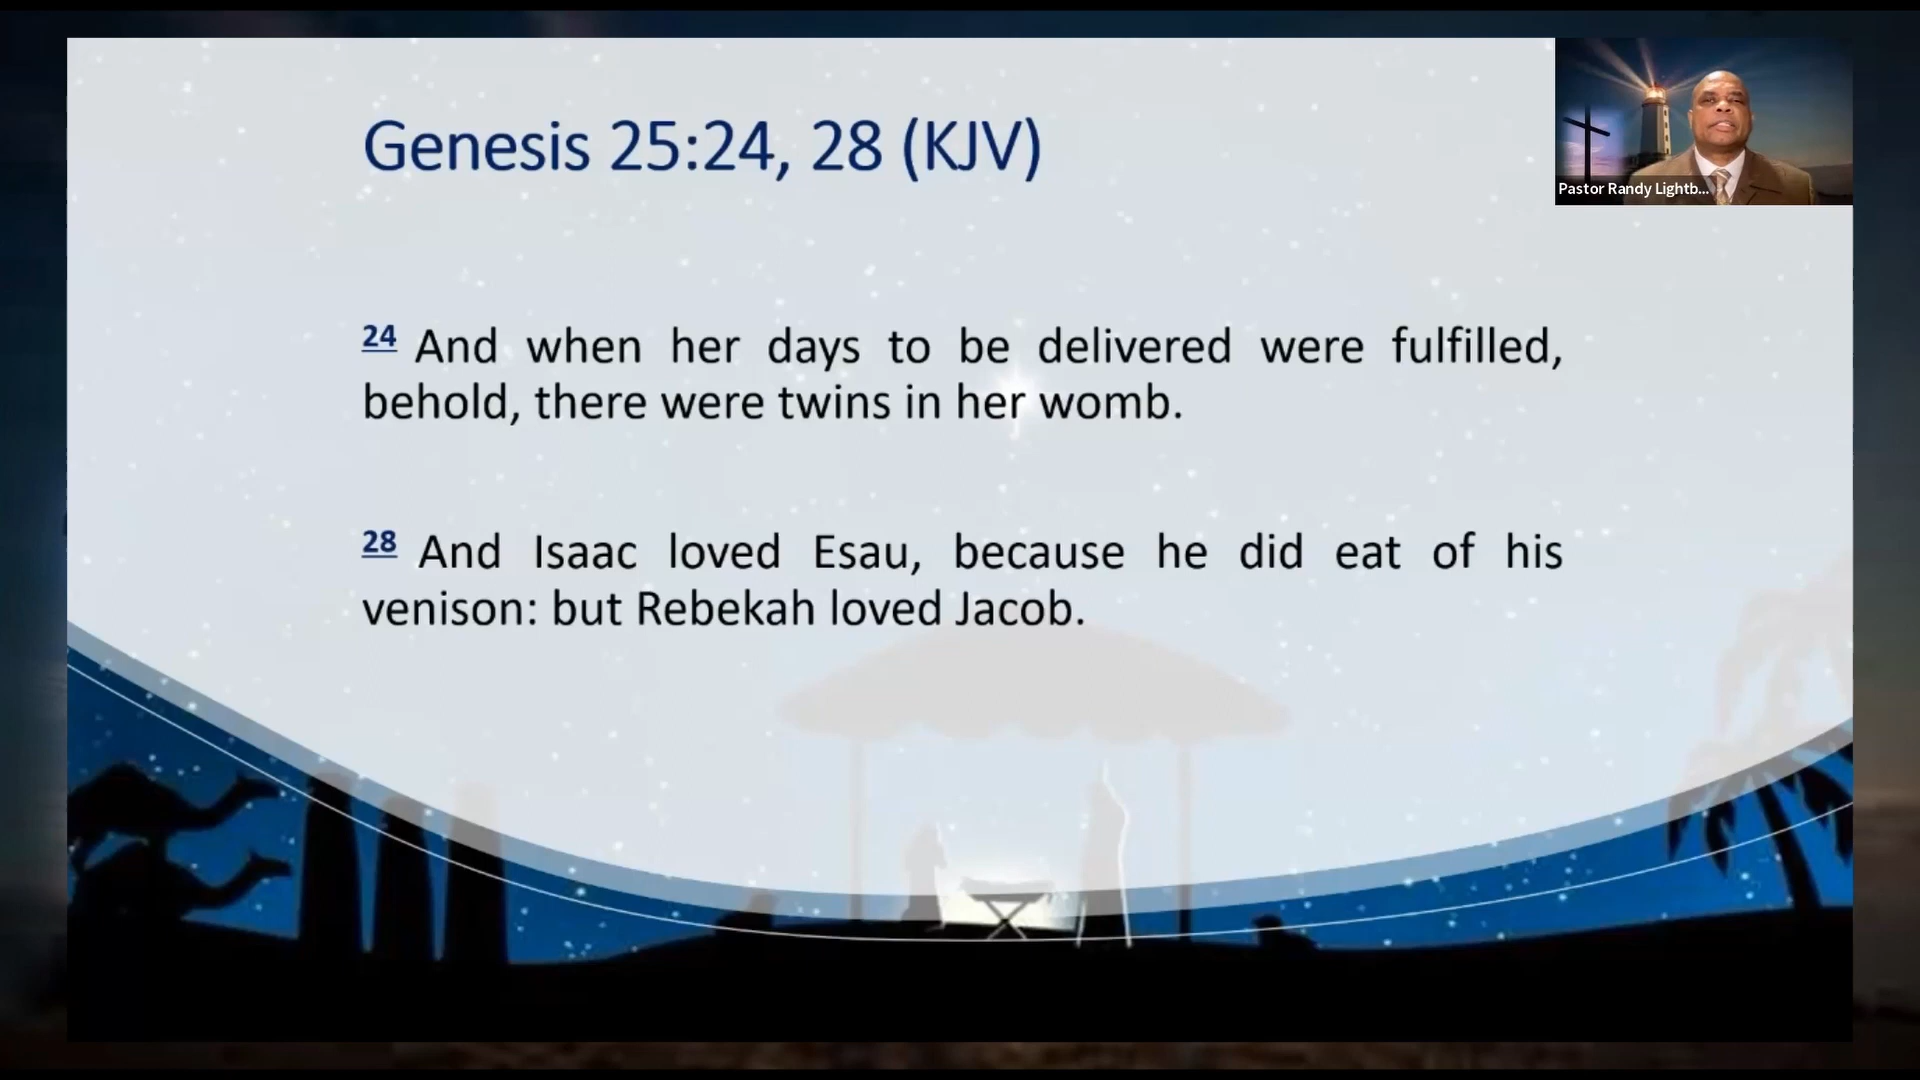 Genesis 25:24, 28 (KJV)
Pastor Randy Lightb...
24 And when her days to be delivered were fulfilled,
behold, there were twins in her womb.
28 And Isaac loved Esau, because he did eat of his
venison: but Rebekah loved Jacob.